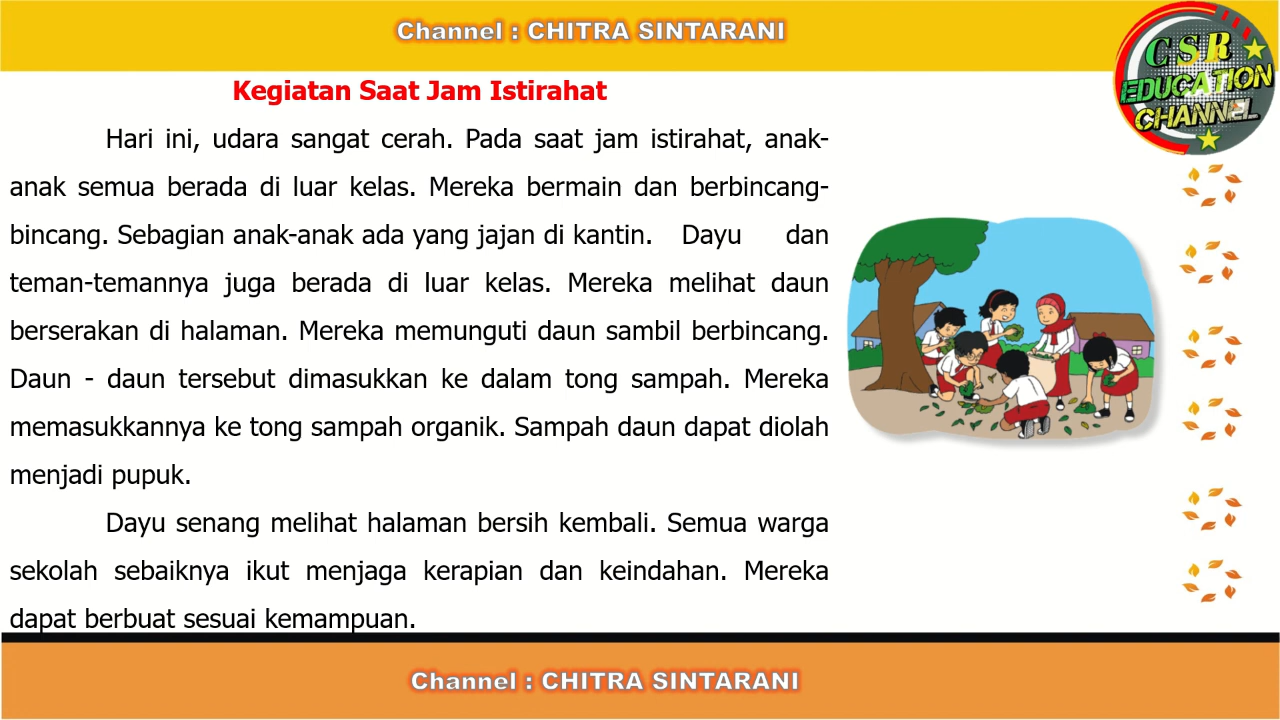 Channel : CHITRA SINTARANI
CSR
EDUCATION
CHANNEL
Kegiatan Saat Jam Istirahat
Hari ini, udara sangat cerah. Pada saat jam istirahat, anak-
anak semua berada di luar kelas. Mereka bermain dan berbincang-
bincang. Sebagian anak-anak ada yang jajan di kantin. Dayu dan
teman-temannya juga berada di luar kelas. Mereka melihat daun
berserakan di halaman. Mereka memunguti daun sambil berbincang.
Daun - daun tersebut dimasukkan ke dalam tong sampah. Mereka
memasukkannya ke tong sampah organik. Sampah daun dapat diolah
menjadi pupuk.
Dayu senang melihat halaman bersih kembali. Semua warga
sekolah sebaiknya ikut menjaga kerapian dan keindahan. Mereka
dapat berbuat sesuai kemampuan.
Channel : CHITRA SINTARANI